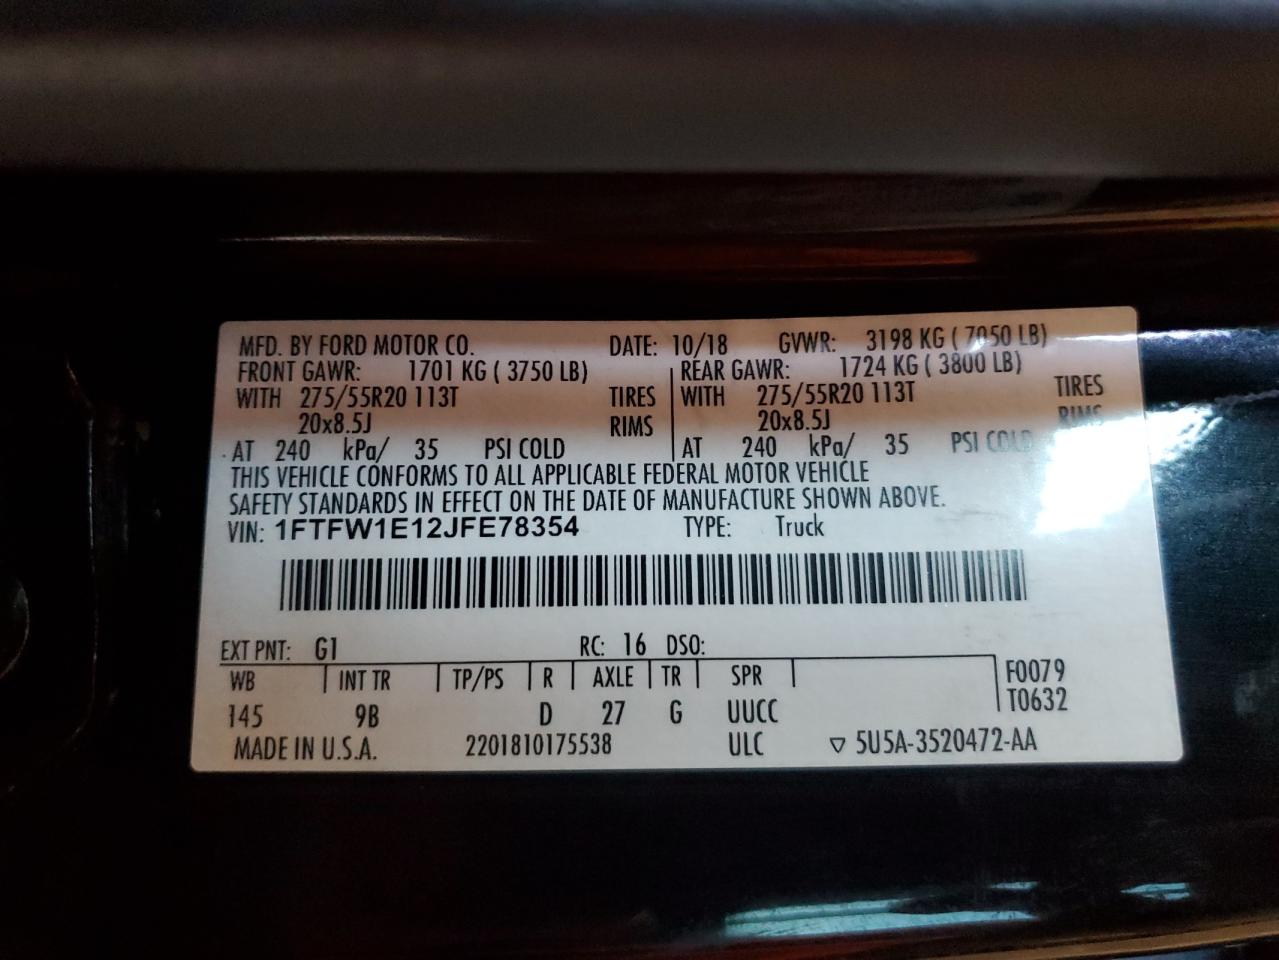 MFD. BY FORD MOTOR CO. DATE: 10/18 GVWR: 3198 KG ( 7050 LB)
FRONT GAWR: 1701 KG ( 3750 LB) REAR GAWR: 1724 KG ( 3800 LB)
WITH 275/55R20 113T TIRES WITH 275/55R20 113T TIRES
20x8.5J RIMS 20x8.5J RIMS
AT 240 kPa/ 35 PSI COLD AT 240 kPa/ 35 PSI COLD
THIS VEHICLE CONFORMS TO ALL APPLICABLE FEDERAL MOTOR VEHICLE
SAFETY STANDARDS IN EFFECT ON THE DATE OF MANUFACTURE SHOWN ABOVE.
VIN: 1FTFW1E12JFE78354 TYPE: Truck
EXT PNT: G1 RC: 16 DSO:
WB INT TR TP/PS R AXLE TR SPR F0079
T0632
145 9B D 27 G UUCC
MADE IN U.S.A. 2201810175538 ULC ▽ 5U5A-3520472-AA